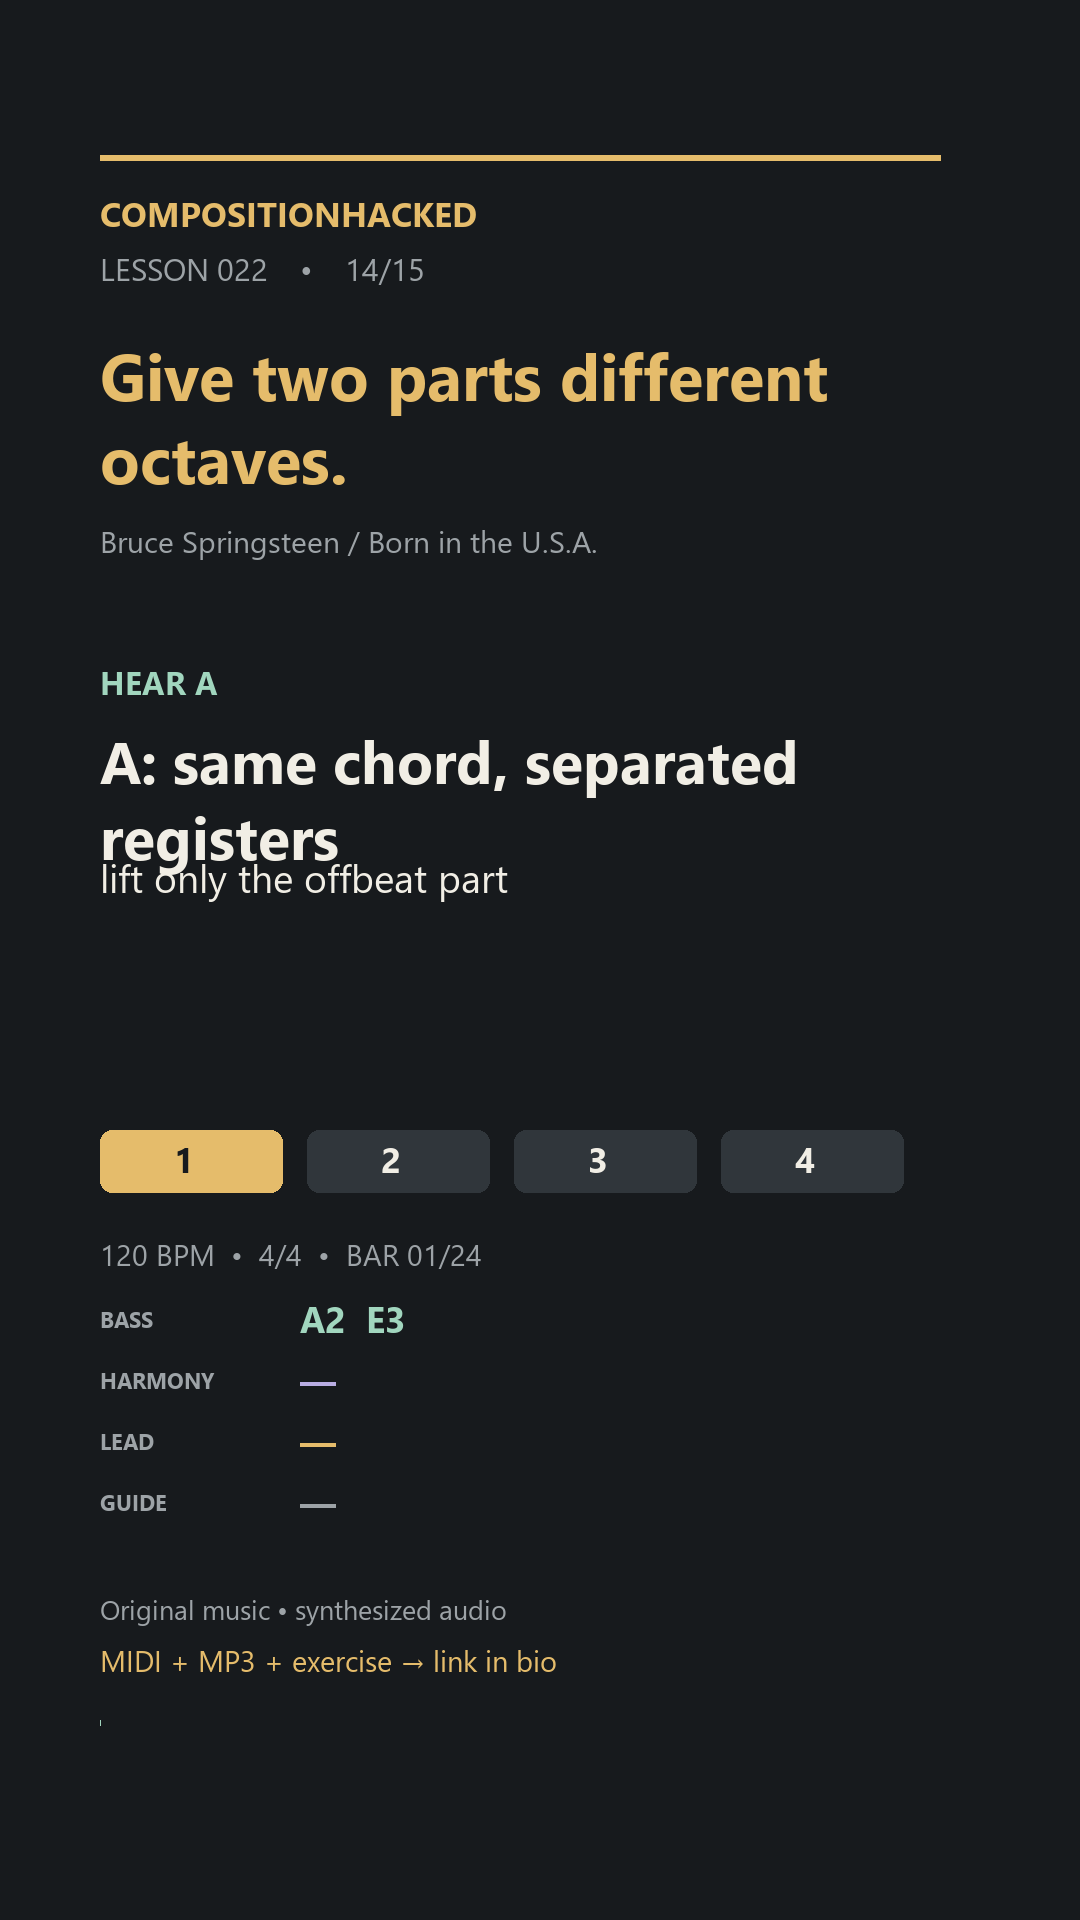 COMPOSITIONHACKED
LESSON 022 • 14/15
Give two parts different
octaves.
Bruce Springsteen / Born in the U.S.A.
HEAR A
A: same chord, separated
registers
lift only the offbeat part
1 2 3 4
120 BPM • 4/4 • BAR 01/24
BASS A2 E3
HARMONY —
LEAD —
GUIDE —
Original music • synthesized audio
MIDI + MP3 + exercise → link in bio